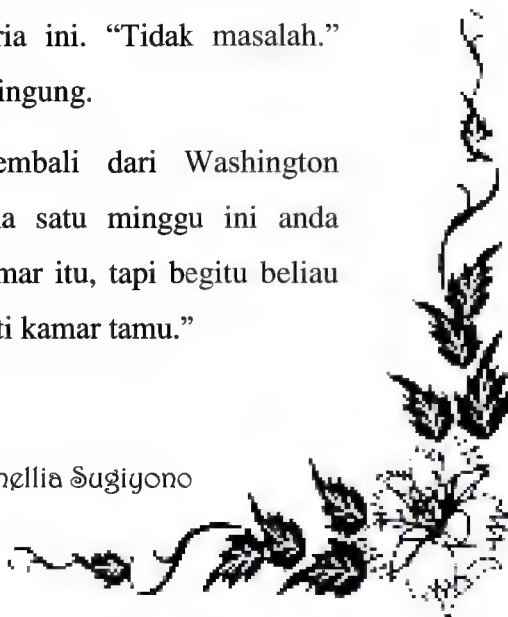 ria ini. “Tidak masalah.”
ingung.
embali dari Washington
a satu minggu ini anda
mar itu, tapi begitu beliau
ti kamar tamu.”
nellia Sugiyono